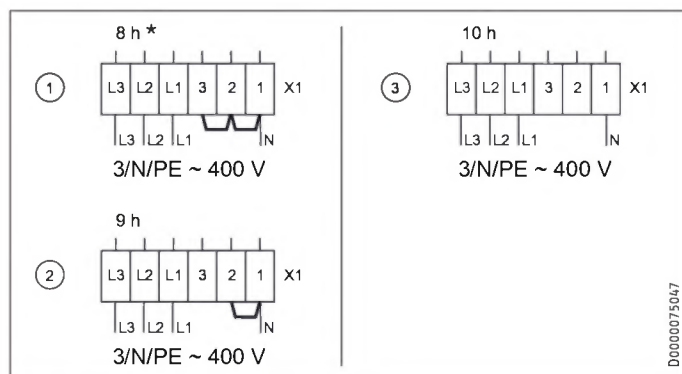 8 h *
1
L3 L2 L1 3 2 1 X1
L3 L2 L1 N
3/N/PE ~ 400 V
9 h
2
L3 L2 L1 3 2 1 X1
L3 L2 L1 N
3/N/PE ~ 400 V
10 h
3
L3 L2 L1 3 2 1 X1
L3 L2 L1 N
3/N/PE ~ 400 V
D0000075047